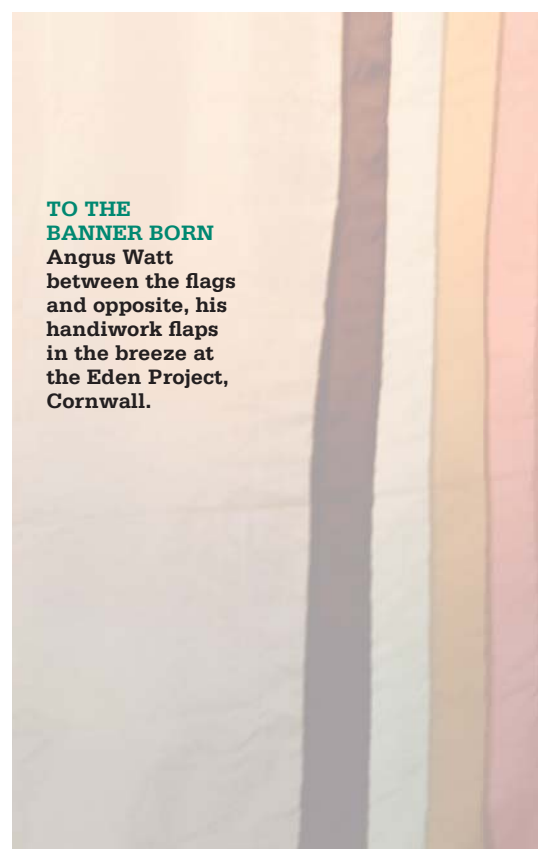 TO THE
BANNER BORN
Angus Watt
between the flags
and opposite, his
handiwork flaps
in the breeze at
the Eden Project,
Cornwall.